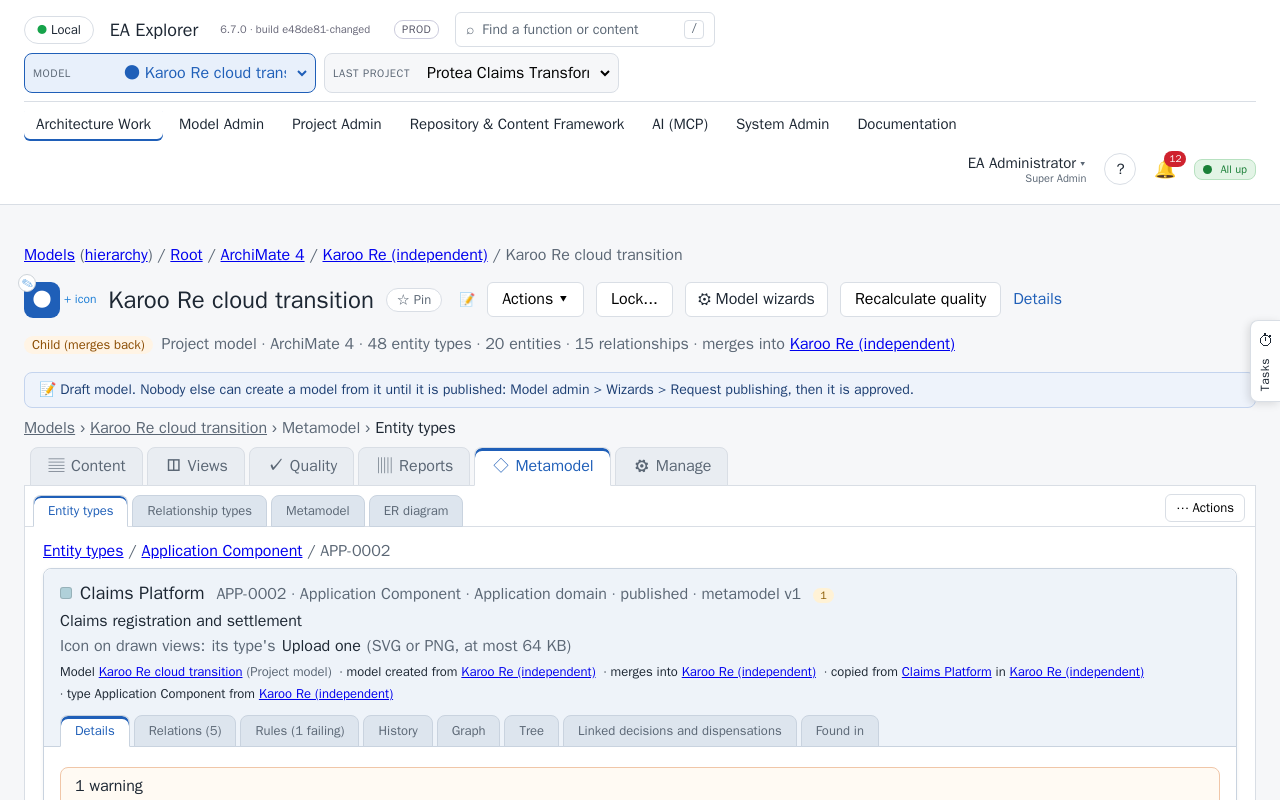 Local EA Explorer 6.7.0 · build e48de81-changed PROD Find a function or content /
MODEL Karoo Re cloud trans LAST PROJECT Protea Claims Transfor
Architecture Work Model Admin Project Admin Repository & Content Framework AI (MCP) System Admin Documentation
EA Administrator ▾ ? 12 All up
Super Admin
Models (hierarchy) / Root / ArchiMate 4 / Karoo Re (independent) / Karoo Re cloud transition
+ icon Karoo Re cloud transition ☆ Pin Actions ▾ Lock... ⚙ Model wizards Recalculate quality Details
Child (merges back) Project model · ArchiMate 4 · 48 entity types · 20 entities · 15 relationships · merges into Karoo Re (independent)
Tasks
Draft model. Nobody else can create a model from it until it is published: Model admin > Wizards > Request publishing, then it is approved.
Models › Karoo Re cloud transition › Metamodel › Entity types
Content Views ✓ Quality Reports ◇ Metamodel ⚙ Manage
Entity types Relationship types Metamodel ER diagram ··· Actions
Entity types / Application Component / APP-0002
Claims Platform APP-0002 · Application Component · Application domain · published · metamodel v1 1
Claims registration and settlement
Icon on drawn views: its type's Upload one (SVG or PNG, at most 64 KB)
Model Karoo Re cloud transition (Project model) · model created from Karoo Re (independent) · merges into Karoo Re (independent) · copied from Claims Platform in Karoo Re (independent)
· type Application Component from Karoo Re (independent)
Details Relations (5) Rules (1 failing) History Graph Tree Linked decisions and dispensations Found in
1 warning